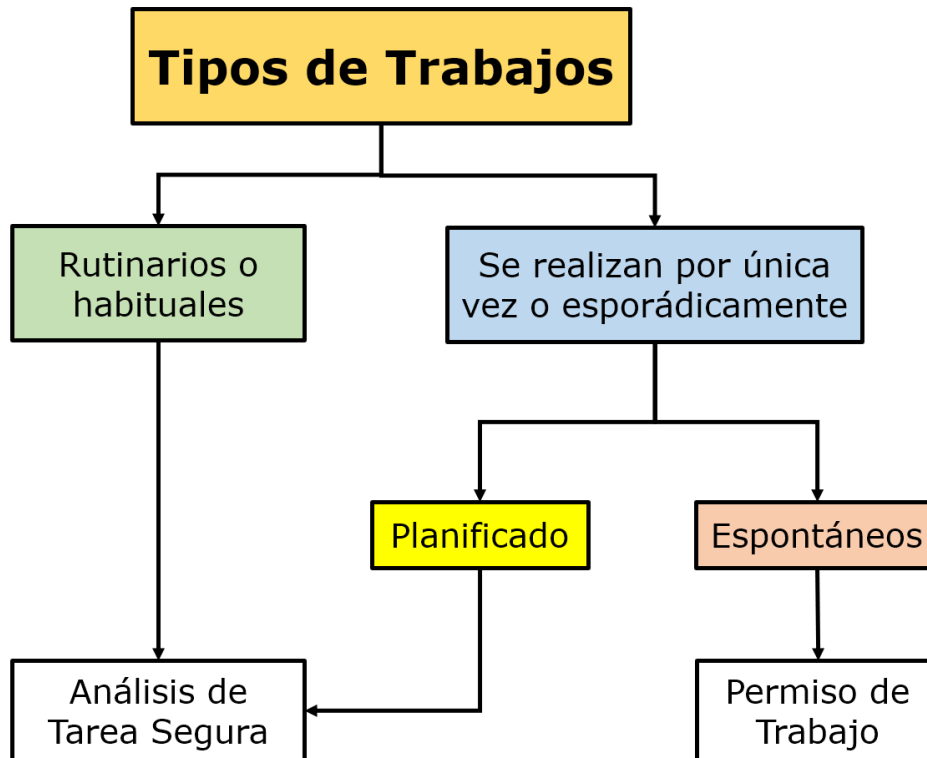 Tipos de Trabajos
Rutinarios o
habituales
Se realizan por única
vez o esporádicamente
Planificado
Espontáneos
Análisis de
Tarea Segura
Permiso de
Trabajo